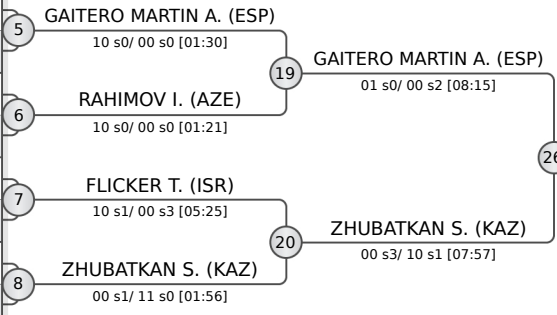 5
GAITERO MARTIN A. (ESP)
10 s0/ 00 s0 [01:30]
19
GAITERO MARTIN A. (ESP)
01 s0/ 00 s2 [08:15]
6
RAHIMOV I. (AZE)
10 s0/ 00 s0 [01:21]
26
7
FLICKER T. (ISR)
10 s1/ 00 s3 [05:25]
20
ZHUBATKAN S. (KAZ)
00 s3/ 10 s1 [07:57]
8
ZHUBATKAN S. (KAZ)
00 s1/ 11 s0 [01:56]